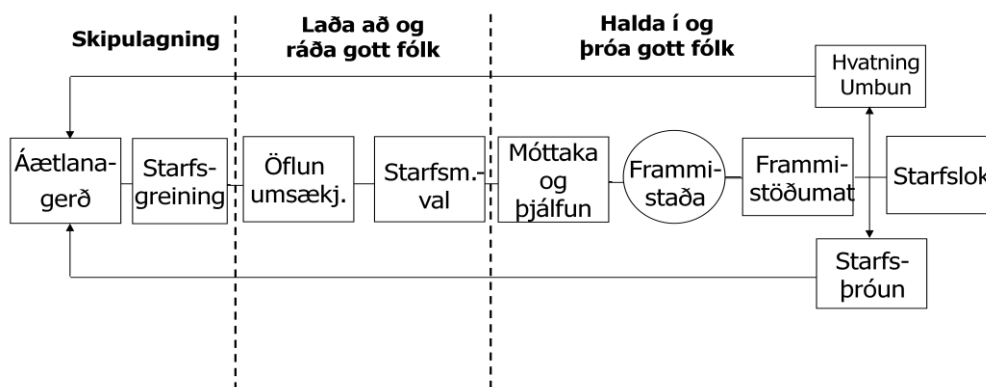 Skipulagning
Laða að og
ráða gott fólk
Halda í og
þróa gott fólk
Hvatning
Umbun
Áætlana-
gerð
Starfs-
greining
Öflun
umsækj.
Starfsm.-
val
Móttaka
og
þjálfun
Frammi-
staða
Frammi-
stöðumat
Starfslok
Starfs-
þróun